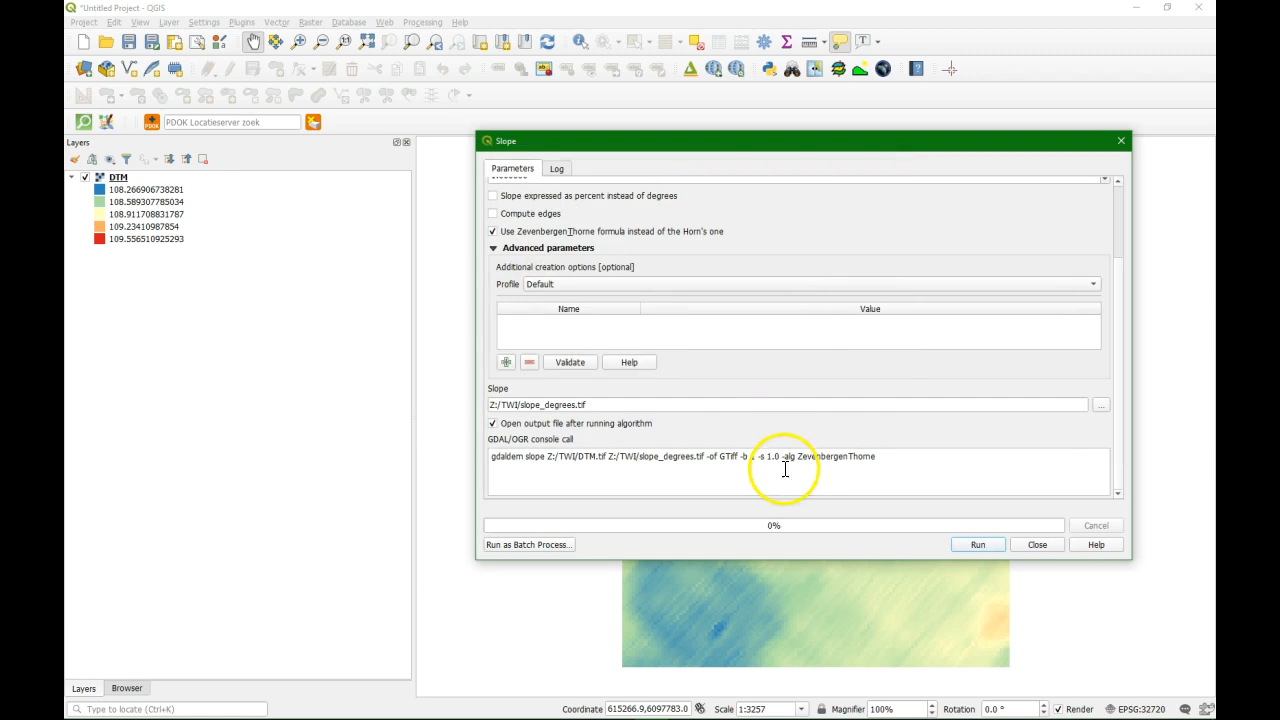 *Untitled Project - QGIS
Project Edit View Layer Settings Plugins Vector Raster Database Web Processing Help
PDOK Locatieserver zoek
Layers
DTM
108.266906738281
108.589307785034
108.911708831787
109.23410987854
109.556510925293
Slope
Parameters Log
Slope expressed as percent instead of degrees
Compute edges
Use ZevenbergenThorne formula instead of the Horn's one
Advanced parameters
Additional creation options [optional]
Profile Default
Name Value
Validate Help
Slope
Z:/TWI/slope_degrees.tif
...
Open output file after running algorithm
GDAL/OGR console call
gdaldem slope Z:/TWI/DTM.tif Z:/TWI/slope_degrees.tif -of GTiff -b -s 1.0 -alg ZevenbergenThorne
0% Cancel
Run as Batch Process... Run Close Help
Layers Browser
Type to locate (Ctrl+K) Coordinate 615266.9,6097783.0 Scale 1:3257 Magnifier 100% Rotation 0.0 ° Render EPSG:32720